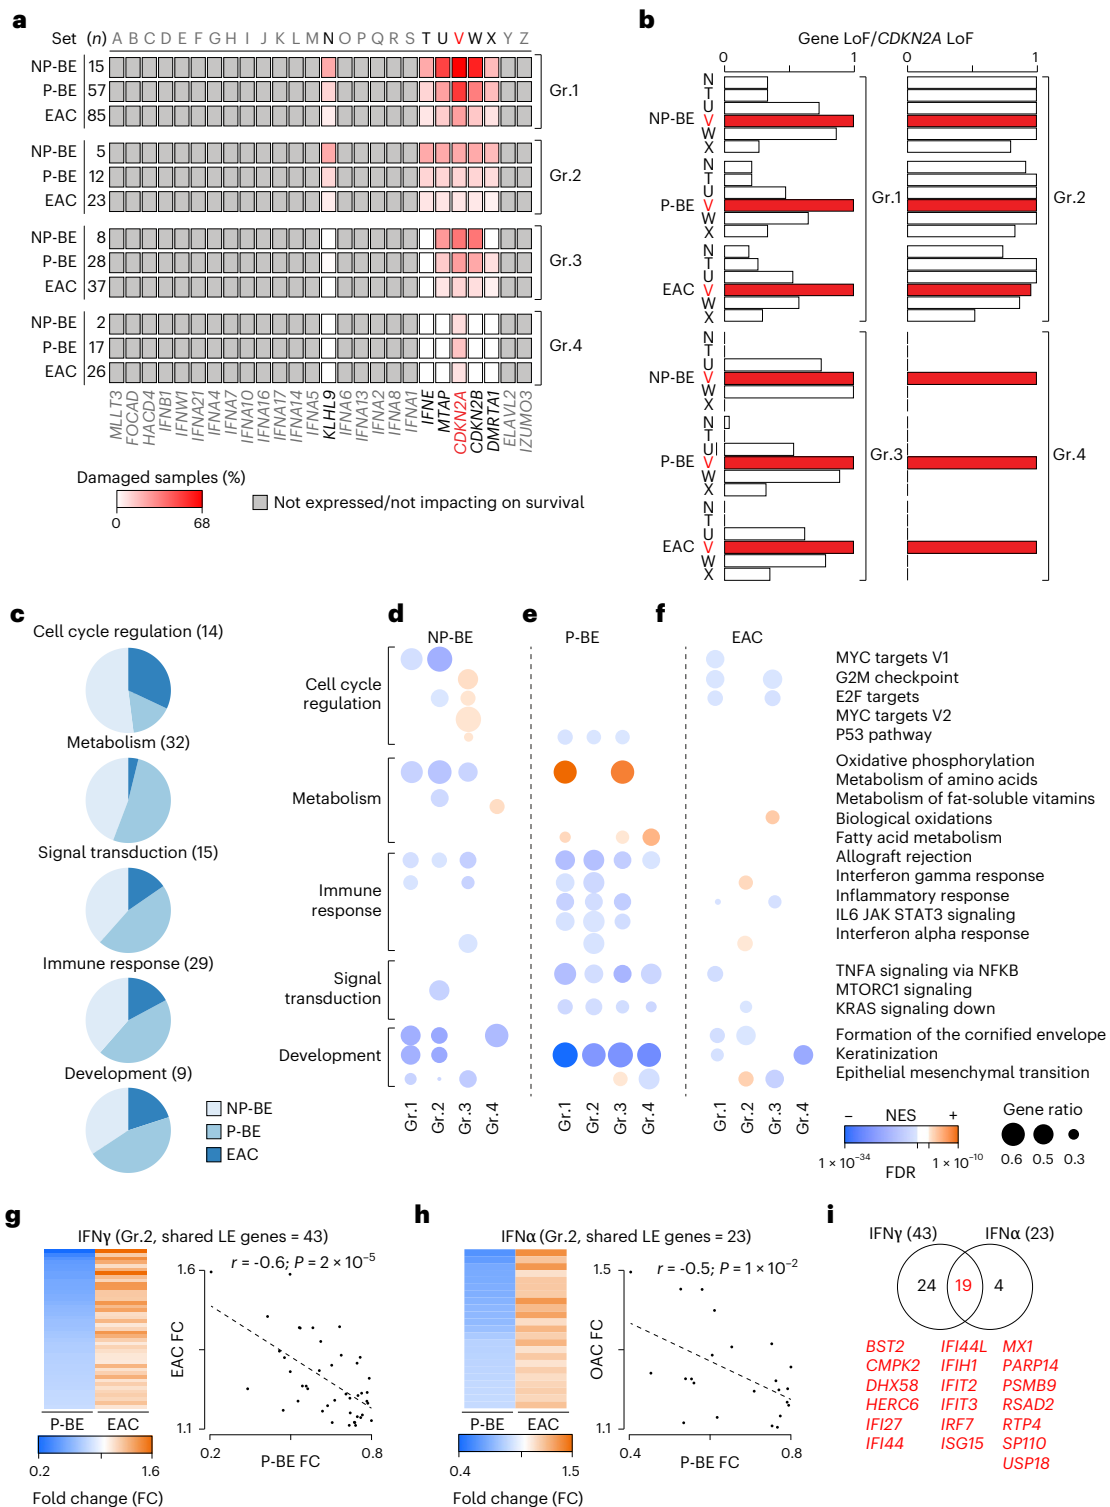 a
Set (n) A B C D E F G H I J K L M N O P Q R S T U V W X Y Z
NP-BE 15
P-BE 57
EAC 85
Gr.1
NP-BE 5
P-BE 12
EAC 23
Gr.2
NP-BE 8
P-BE 28
EAC 37
Gr.3
NP-BE 2
P-BE 17
EAC 26
Gr.4
MLLT3
FOCAD
HACD4
IFNB1
IFNW1
IFNA21
IFNA4
IFNA7
IFNA10
IFNA16
IFNA17
IFNA14
IFNA5
KLHL9
IFNA6
IFNA13
IFNA2
IFNA8
IFNA1
IFNE
MTAP
CDKN2A
CDKN2B
DMRTA1
ELAVL2
IZUMO3
Damaged samples (%)
0 68
Not expressed/not impacting on survival
b
Gene LoF/CDKN2A LoF
0 1 0 1
NP-BE
N
T
U
V
W
X
P-BE
N
T
U
V
W
X
EAC
N
T
U
V
W
X
Gr.1
Gr.2
NP-BE
N
T
U
V
W
X
P-BE
N
T
U
V
W
X
EAC
N
T
U
V
W
X
Gr.3
Gr.4
c
Cell cycle regulation (14)
Metabolism (32)
Signal transduction (15)
Immune response (29)
Development (9)
NP-BE
P-BE
EAC
d
NP-BE
e
P-BE
f
EAC
Cell cycle
regulation
Metabolism
Immune
response
Signal
transduction
Development
MYC targets V1
G2M checkpoint
E2F targets
MYC targets V2
P53 pathway
Oxidative phosphorylation
Metabolism of amino acids
Metabolism of fat-soluble vitamins
Biological oxidations
Fatty acid metabolism
Allograft rejection
Interferon gamma response
Inflammatory response
IL6 JAK STAT3 signaling
Interferon alpha response
TNFA signaling via NFKB
MTORC1 signaling
KRAS signaling down
Formation of the cornified envelope
Keratinization
Epithelial mesenchymal transition
Gr.1 Gr.2 Gr.3 Gr.4 Gr.1 Gr.2 Gr.3 Gr.4 Gr.1 Gr.2 Gr.3 Gr.4
− NES +
1 × 10−34 1 × 10−10
FDR
Gene ratio
0.6 0.5 0.3
g
IFNγ (Gr.2, shared LE genes = 43)
r = -0.6; P = 2 × 10−5
P-BE EAC
0.2 1.6
Fold change (FC)
EAC FC
1.6
1.1
0.2 0.8
P-BE FC
h
IFNα (Gr.2, shared LE genes = 23)
r = -0.5; P = 1 × 10−2
P-BE EAC
0.4 1.5
Fold change (FC)
OAC FC
1.5
1.1
0.4 0.8
P-BE FC
i
IFNγ (43) IFNα (23)
24 19 4
BST2 IFI44L MX1
CMPK2 IFIH1 PARP14
DHX58 IFIT2 PSMB9
HERC6 IFIT3 RSAD2
IFI27 IRF7 RTP4
IFI44 ISG15 SP110
USP18